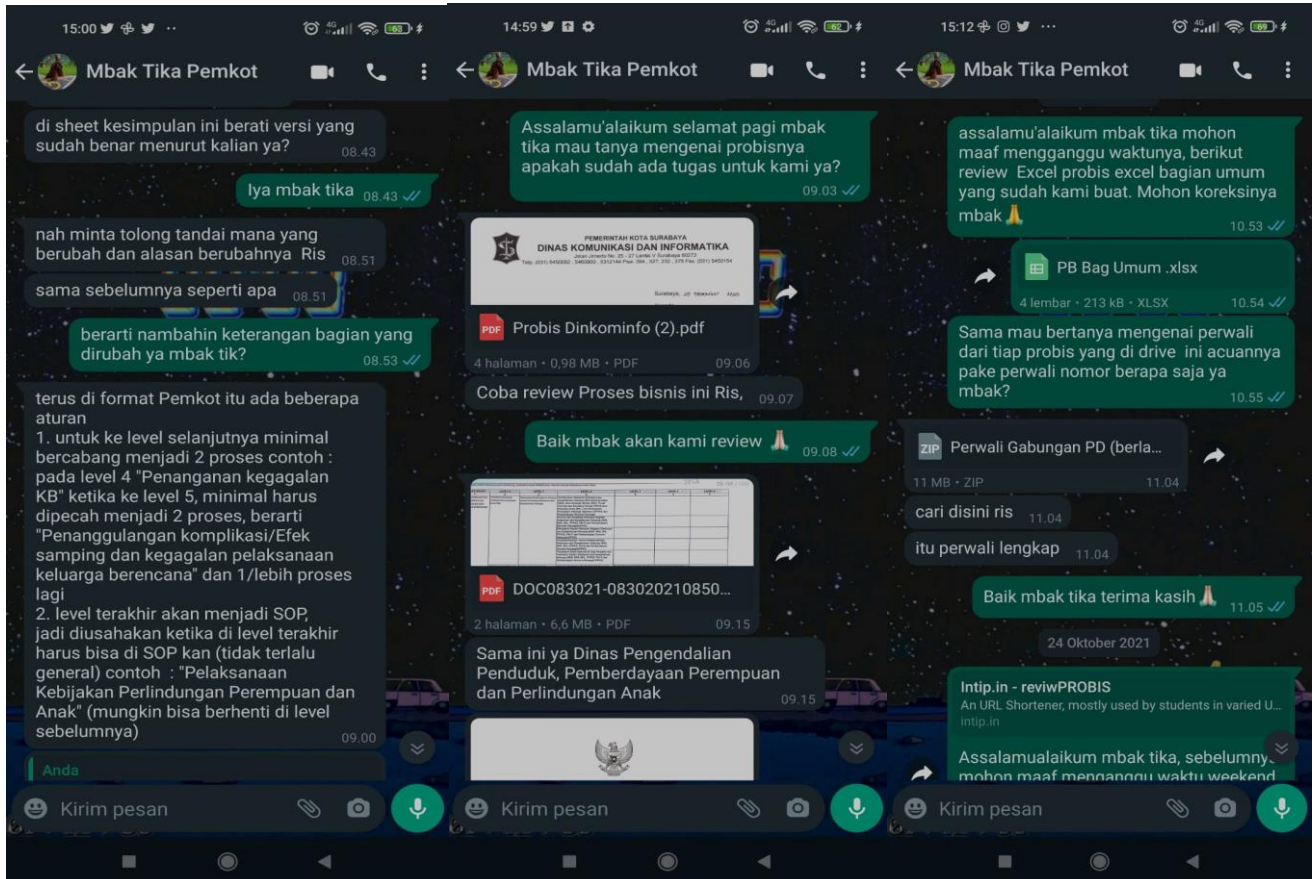 15:00
4G
63
Mbak Tika Pemkot
di sheet kesimpulan ini berati versi yang
sudah benar menurut kalian ya?
08.43
Iya mbak tika
08.43
nah minta tolong tandai mana yang
berubah dan alasan berubahnya Ris
08.51
sama sebelumnya seperti apa
08.51
berarti nambahin keterangan bagian yang
dirubah ya mbak tik?
08.53
terus di format Pemkot itu ada beberapa
aturan
1. untuk ke level selanjutnya minimal
bercabang menjadi 2 proses contoh :
pada level 4 "Penanganan kegagalan
KB" ketika ke level 5, minimal harus
dipecah menjadi 2 proses, berarti
"Penanggulangan komplikasi/Efek
samping dan kegagalan pelaksanaan
keluarga berencana" dan 1/lebih proses
lagi
2. level terakhir akan menjadi SOP,
jadi diusahakan ketika di level terakhir
harus bisa di SOP kan (tidak terlalu
general) contoh : "Pelaksanaan
Kebijakan Perlindungan Perempuan dan
Anak" (mungkin bisa berhenti di level
sebelumnya)
09.00
Anda
Kirim pesan
14:59
4G
62
Mbak Tika Pemkot
Assalamu'alaikum selamat pagi mbak
tika mau tanya mengenai probisnya
apakah sudah ada tugas untuk kami ya?
09.03
PEMERINTAH KOTA SURABAYA
DINAS KOMUNIKASI DAN INFORMATIKA
PDF Probis Dinkominfo (2).pdf
4 halaman • 0,98 MB • PDF
09.06
Coba review Proses bisnis ini Ris,
09.07
Baik mbak akan kami review 🙏
09.08
PDF DOC083021-083020210850...
2 halaman • 6,6 MB • PDF
09.15
Sama ini ya Dinas Pengendalian
Penduduk, Pemberdayaan Perempuan
dan Perlindungan Anak
09.15
Kirim pesan
15:12
4G
69
Mbak Tika Pemkot
assalamu'alaikum mbak tika mohon
maaf mengganggu waktunya, berikut
review Excel probis excel bagian umum
yang sudah kami buat. Mohon koreksinya
mbak 🙏
10.53
PB Bag Umum .xlsx
4 lembar • 213 kB • XLSX
10.54
Sama mau bertanya mengenai perwali
dari tiap probis yang di drive ini acuannya
pake perwali nomor berapa saja ya
mbak?
10.55
ZIP Perwali Gabungan PD (berla...
11 MB • ZIP
11.04
cari disini ris
11.04
itu perwali lengkap
11.04
Baik mbak tika terima kasih 🙏
11.05
24 Oktober 2021
Intip.in - reviwPROBIS
An URL Shortener, mostly used by students in varied U...
intip.in
Assalamualaikum mbak tika, sebelumny
mohon maaf menganggu waktu weekend
Kirim pesan